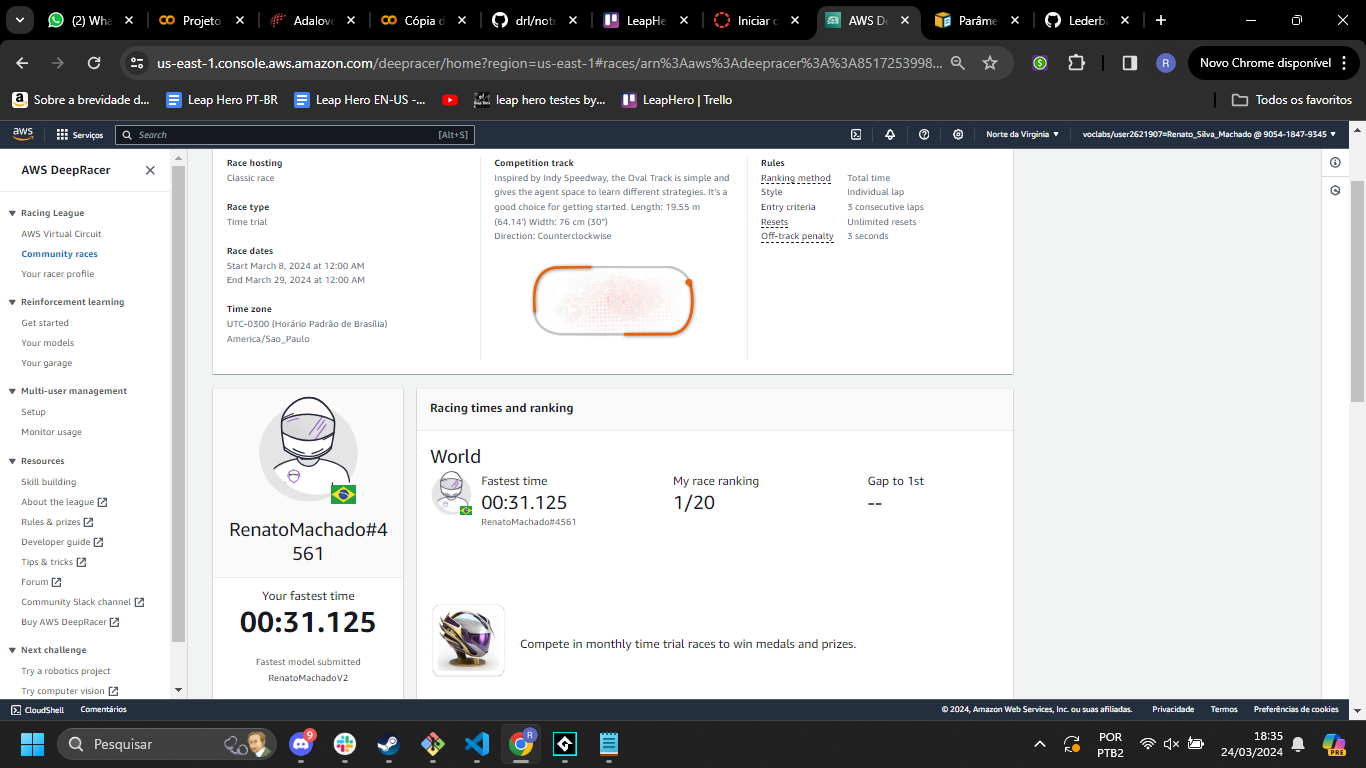 (2) Wha
Projeto
Adalove
Cópia d
drl/note
LeapHe
Iniciar c
AWS De
Parâme
Lederba
us-east-1.console.aws.amazon.com/deepracer/home?region=us-east-1#races/arn%3Aaws%3Adeepracer%3A%3A8517253998...
R
Novo Chrome disponível
Sobre a brevidade d...
Leap Hero PT-BR
Leap Hero EN-US -...
leap hero testes by...
LeapHero | Trello
Todos os favoritos
aws
Serviços
Search
[Alt+S]
Norte da Virgínia
voclabs/user2621907=Renato_Silva_Machado @ 9054-1847-9345
AWS DeepRacer
Racing League
AWS Virtual Circuit
Community races
Your racer profile
Reinforcement learning
Get started
Your models
Your garage
Multi-user management
Setup
Monitor usage
Resources
Skill building
About the league
Rules & prizes
Developer guide
Tips & tricks
Forum
Community Slack channel
Buy AWS DeepRacer
Next challenge
Try a robotics project
Try computer vision
Race hosting
Classic race
Race type
Time trial
Race dates
Start March 8, 2024 at 12:00 AM
End March 29, 2024 at 12:00 AM
Time zone
UTC-0300 (Horário Padrão de Brasília)
America/Sao_Paulo
Competition track
Inspired by Indy Speedway, the Oval Track is simple and
gives the agent space to learn different strategies. It's a
good choice for getting started. Length: 19.55 m
(64.14') Width: 76 cm (30")
Direction: Counterclockwise
Rules
Ranking method Total time
Style Individual lap
Entry criteria 3 consecutive laps
Resets Unlimited resets
Off-track penalty 3 seconds
RenatoMachado#4
561
Your fastest time
00:31.125
Fastest model submitted
RenatoMachadoV2
Racing times and ranking
World
Fastest time
00:31.125
RenatoMachado#4561
My race ranking
1/20
Gap to 1st
--
Compete in monthly time trial races to win medals and prizes.
CloudShell
Comentários
© 2024, Amazon Web Services, Inc. ou suas afiliadas.
Privacidade
Termos
Preferências de cookies
Pesquisar
9
R
POR
PTB2
18:35
24/03/2024
PRE